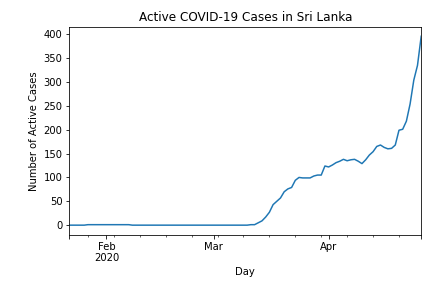 Active COVID-19 Cases in Sri Lanka
400
350
300
250
200
150
100
50
0
Number of Active Cases
Feb
2020
Mar
Apr
Day